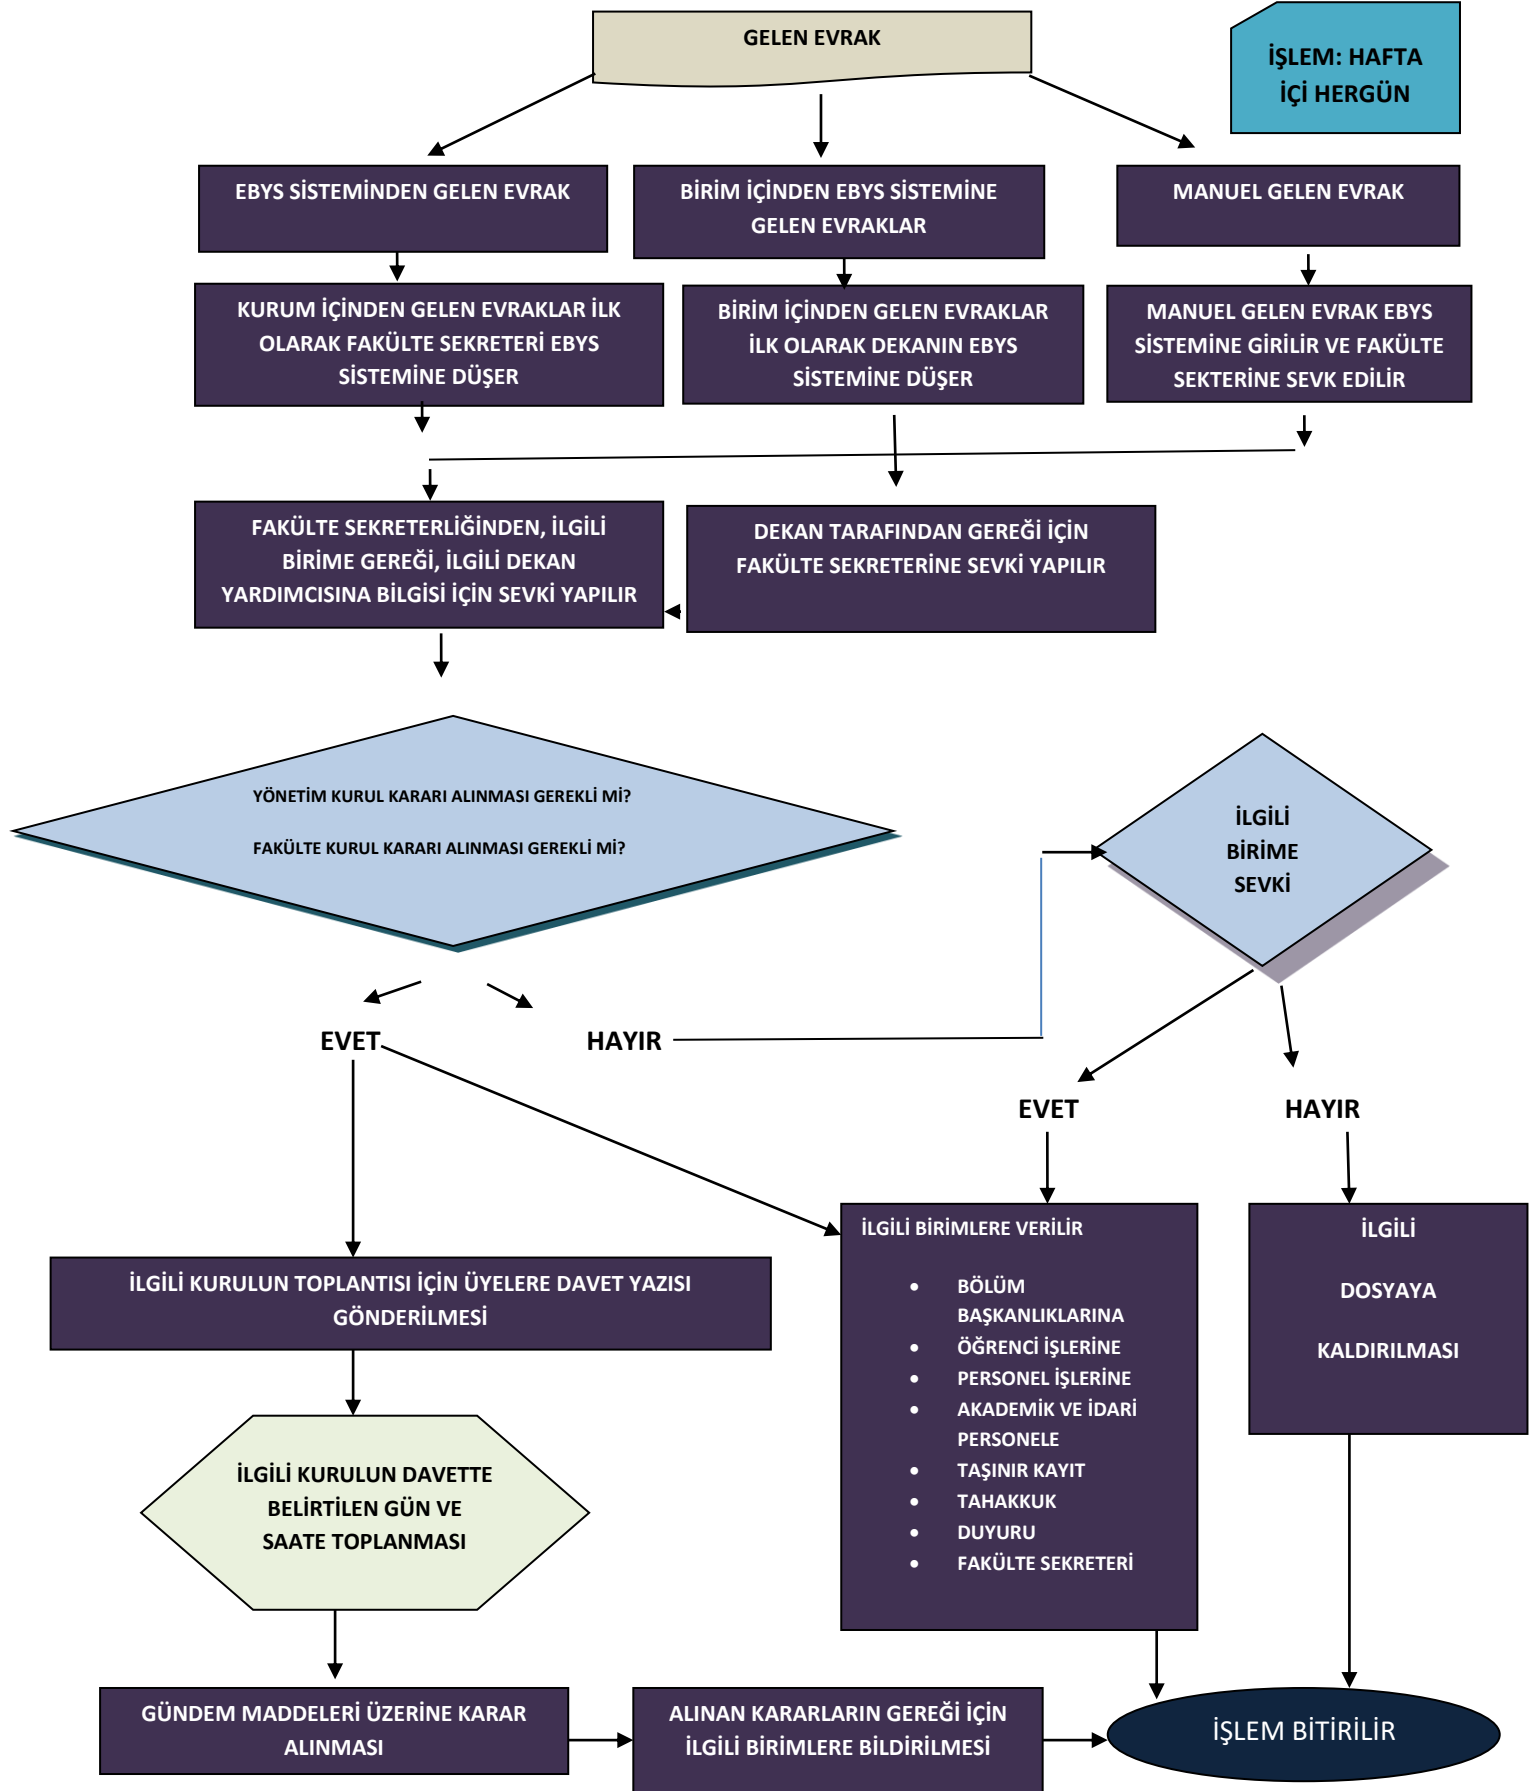 GELEN EVRAK
İŞLEM: HAFTA
İÇİ HERGÜN
EBYS SİSTEMİNDEN GELEN EVRAK
BİRİM İÇİNDEN EBYS SİSTEMİNE
GELEN EVRAKLAR
MANUEL GELEN EVRAK
KURUM İÇİNDEN GELEN EVRAKLAR İLK
OLARAK FAKÜLTE SEKRETERİ EBYS
SİSTEMİNE DÜŞER
BİRİM İÇİNDEN GELEN EVRAKLAR
İLK OLARAK DEKANIN EBYS
SİSTEMİNE DÜŞER
MANUEL GELEN EVRAK EBYS
SİSTEMİNE GİRİLİR VE FAKÜLTE
SEKTERİNE SEVK EDİLİR
FAKÜLTE SEKRETERLİĞİNDEN, İLGİLİ
BİRİME GEREĞİ, İLGİLİ DEKAN
YARDIMCISINA BİLGİSİ İÇİN SEVKİ YAPILIR
DEKAN TARAFINDAN GEREĞİ İÇİN
FAKÜLTE SEKRETERİNE SEVKİ YAPILIR
YÖNETİM KURUL KARARI ALINMASI GEREKLİ Mİ?
FAKÜLTE KURUL KARARI ALINMASI GEREKLİ Mİ?
İLGİLİ
BİRİME
SEVKİ
EVET
HAYIR
EVET
HAYIR
İLGİLİ KURULUN TOPLANTISI İÇİN ÜYELERE DAVET YAZISI
GÖNDERİLMESİ
İLGİLİ BİRİMLERE VERİLİR
• BÖLÜM
BAŞKANLIKLARINA
• ÖĞRENCİ İŞLERİNE
• PERSONEL İŞLERİNE
• AKADEMİK VE İDARİ
PERSONELE
• TAŞINIR KAYIT
• TAHAKKUK
• DUYURU
• FAKÜLTE SEKRETERİ
İLGİLİ
DOSYAYA
KALDIRILMASI
İLGİLİ KURULUN DAVETTE
BELİRTİLEN GÜN VE
SAATE TOPLANMASI
GÜNDEM MADDELERİ ÜZERİNE KARAR
ALINMASI
ALINAN KARARLARIN GEREĞİ İÇİN
İLGİLİ BİRİMLERE BİLDİRİLMESİ
İŞLEM BİTİRİLİR